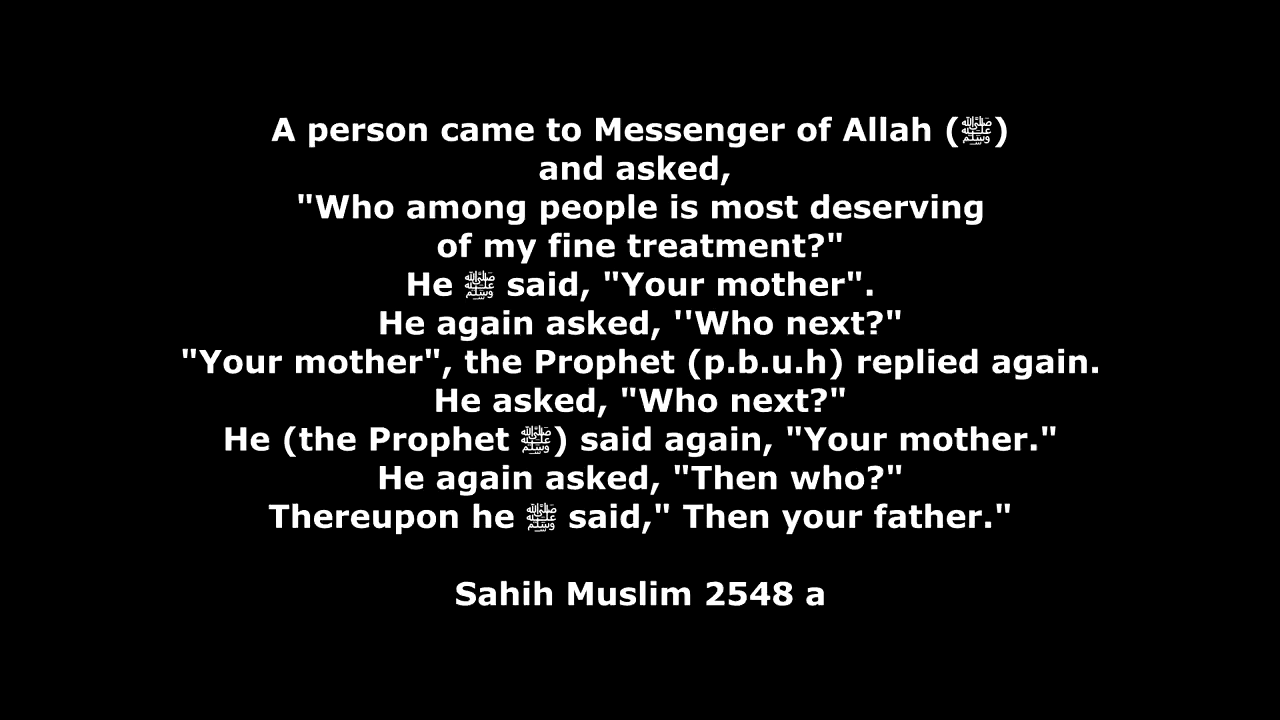 A person came to Messenger of Allah (ﷺ)
and asked,
"Who among people is most deserving
of my fine treatment?"
He ﷺ said, "Your mother".
He again asked, ''Who next?"
"Your mother", the Prophet (p.b.u.h) replied again.
He asked, "Who next?"
He (the Prophet ﷺ) said again, "Your mother."
He again asked, "Then who?"
Thereupon he ﷺ said," Then your father."
Sahih Muslim 2548 a